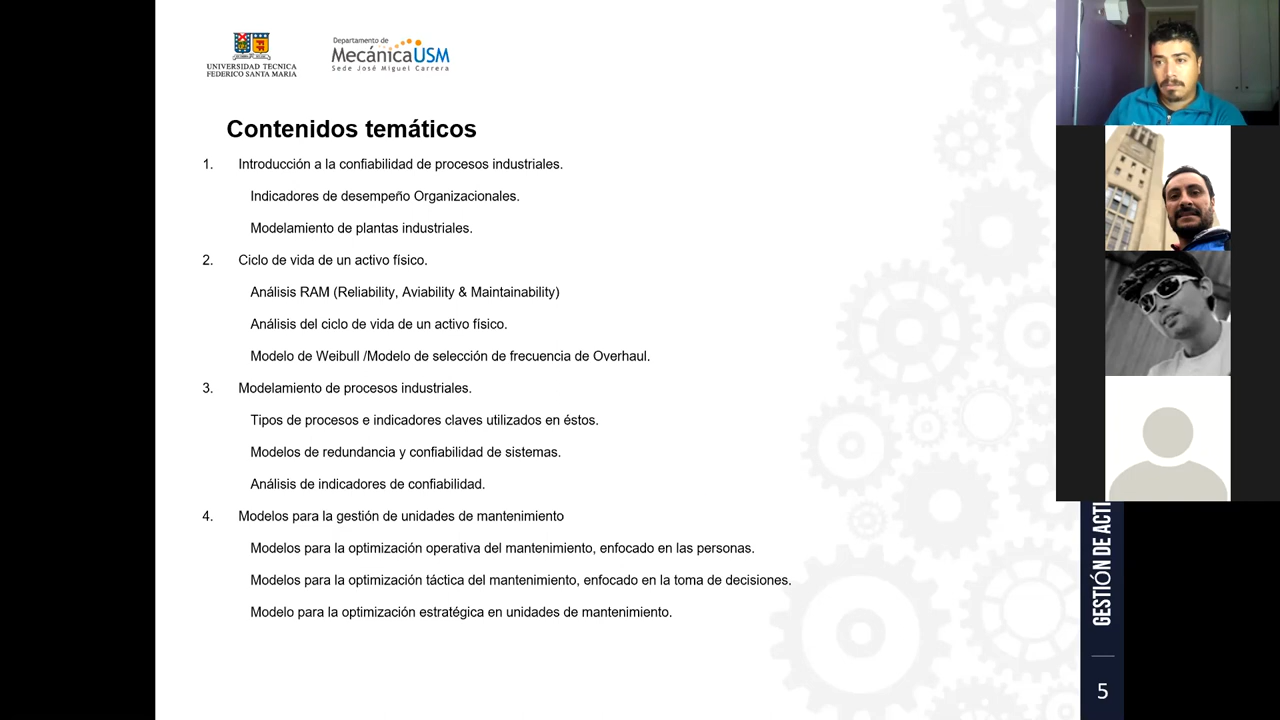 UNIVERSIDAD TECNICA
FEDERICO SANTA MARIA
Departamento de
MecánicaUSM
Sede José Miguel Carrera
Contenidos temáticos
1. Introducción a la confiabilidad de procesos industriales.
Indicadores de desempeño Organizacionales.
Modelamiento de plantas industriales.
2. Ciclo de vida de un activo físico.
Análisis RAM (Reliability, Aviability & Maintainability)
Análisis del ciclo de vida de un activo físico.
Modelo de Weibull /Modelo de selección de frecuencia de Overhaul.
3. Modelamiento de procesos industriales.
Tipos de procesos e indicadores claves utilizados en éstos.
Modelos de redundancia y confiabilidad de sistemas.
Análisis de indicadores de confiabilidad.
4. Modelos para la gestión de unidades de mantenimiento
Modelos para la optimización operativa del mantenimiento, enfocado en las personas.
Modelos para la optimización táctica del mantenimiento, enfocado en la toma de decisiones.
Modelo para la optimización estratégica en unidades de mantenimiento.
GESTIÓN DE ACTI
5